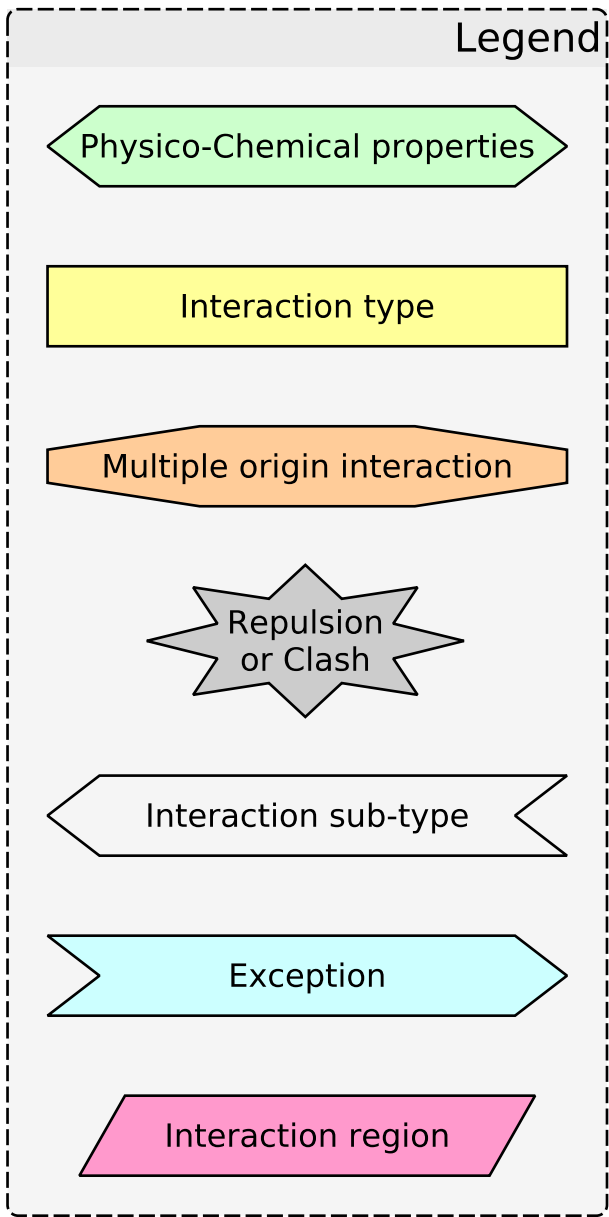 Legend
Physico-Chemical properties
Interaction type
Multiple origin interaction
Repulsion
or Clash
Interaction sub-type
Exception
Interaction region